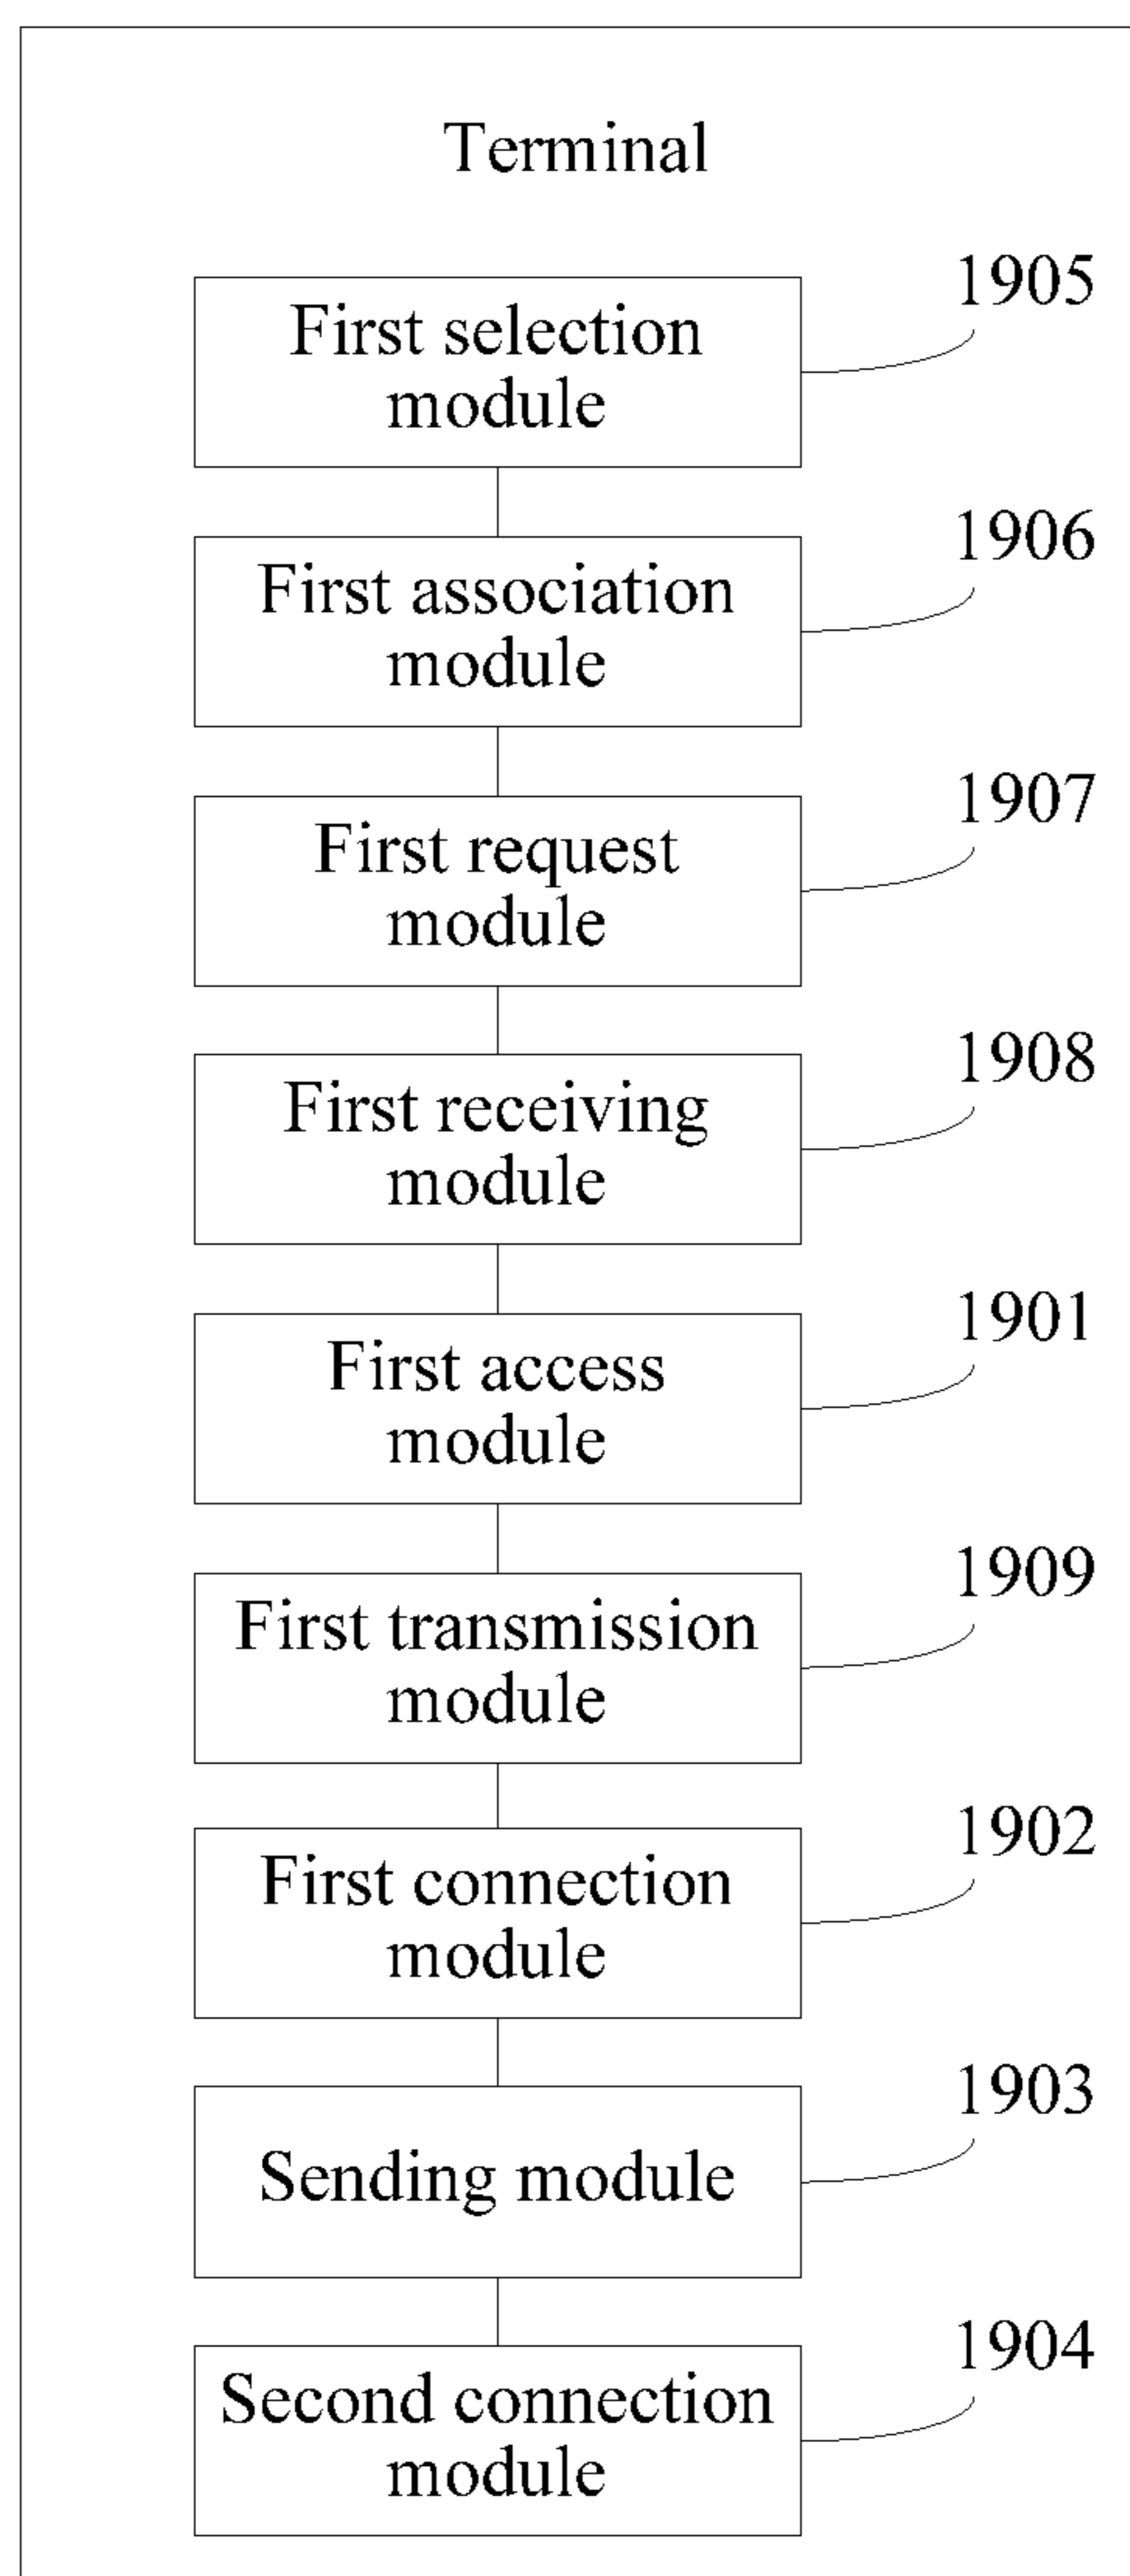 Terminal
1905
First selection
module
1906
First association
module
1907
First request
module
1908
First receiving
module
1901
First access
module
1909
First transmission
module
1902
First connection
module
1903
Sending module
1904
Second connection
module